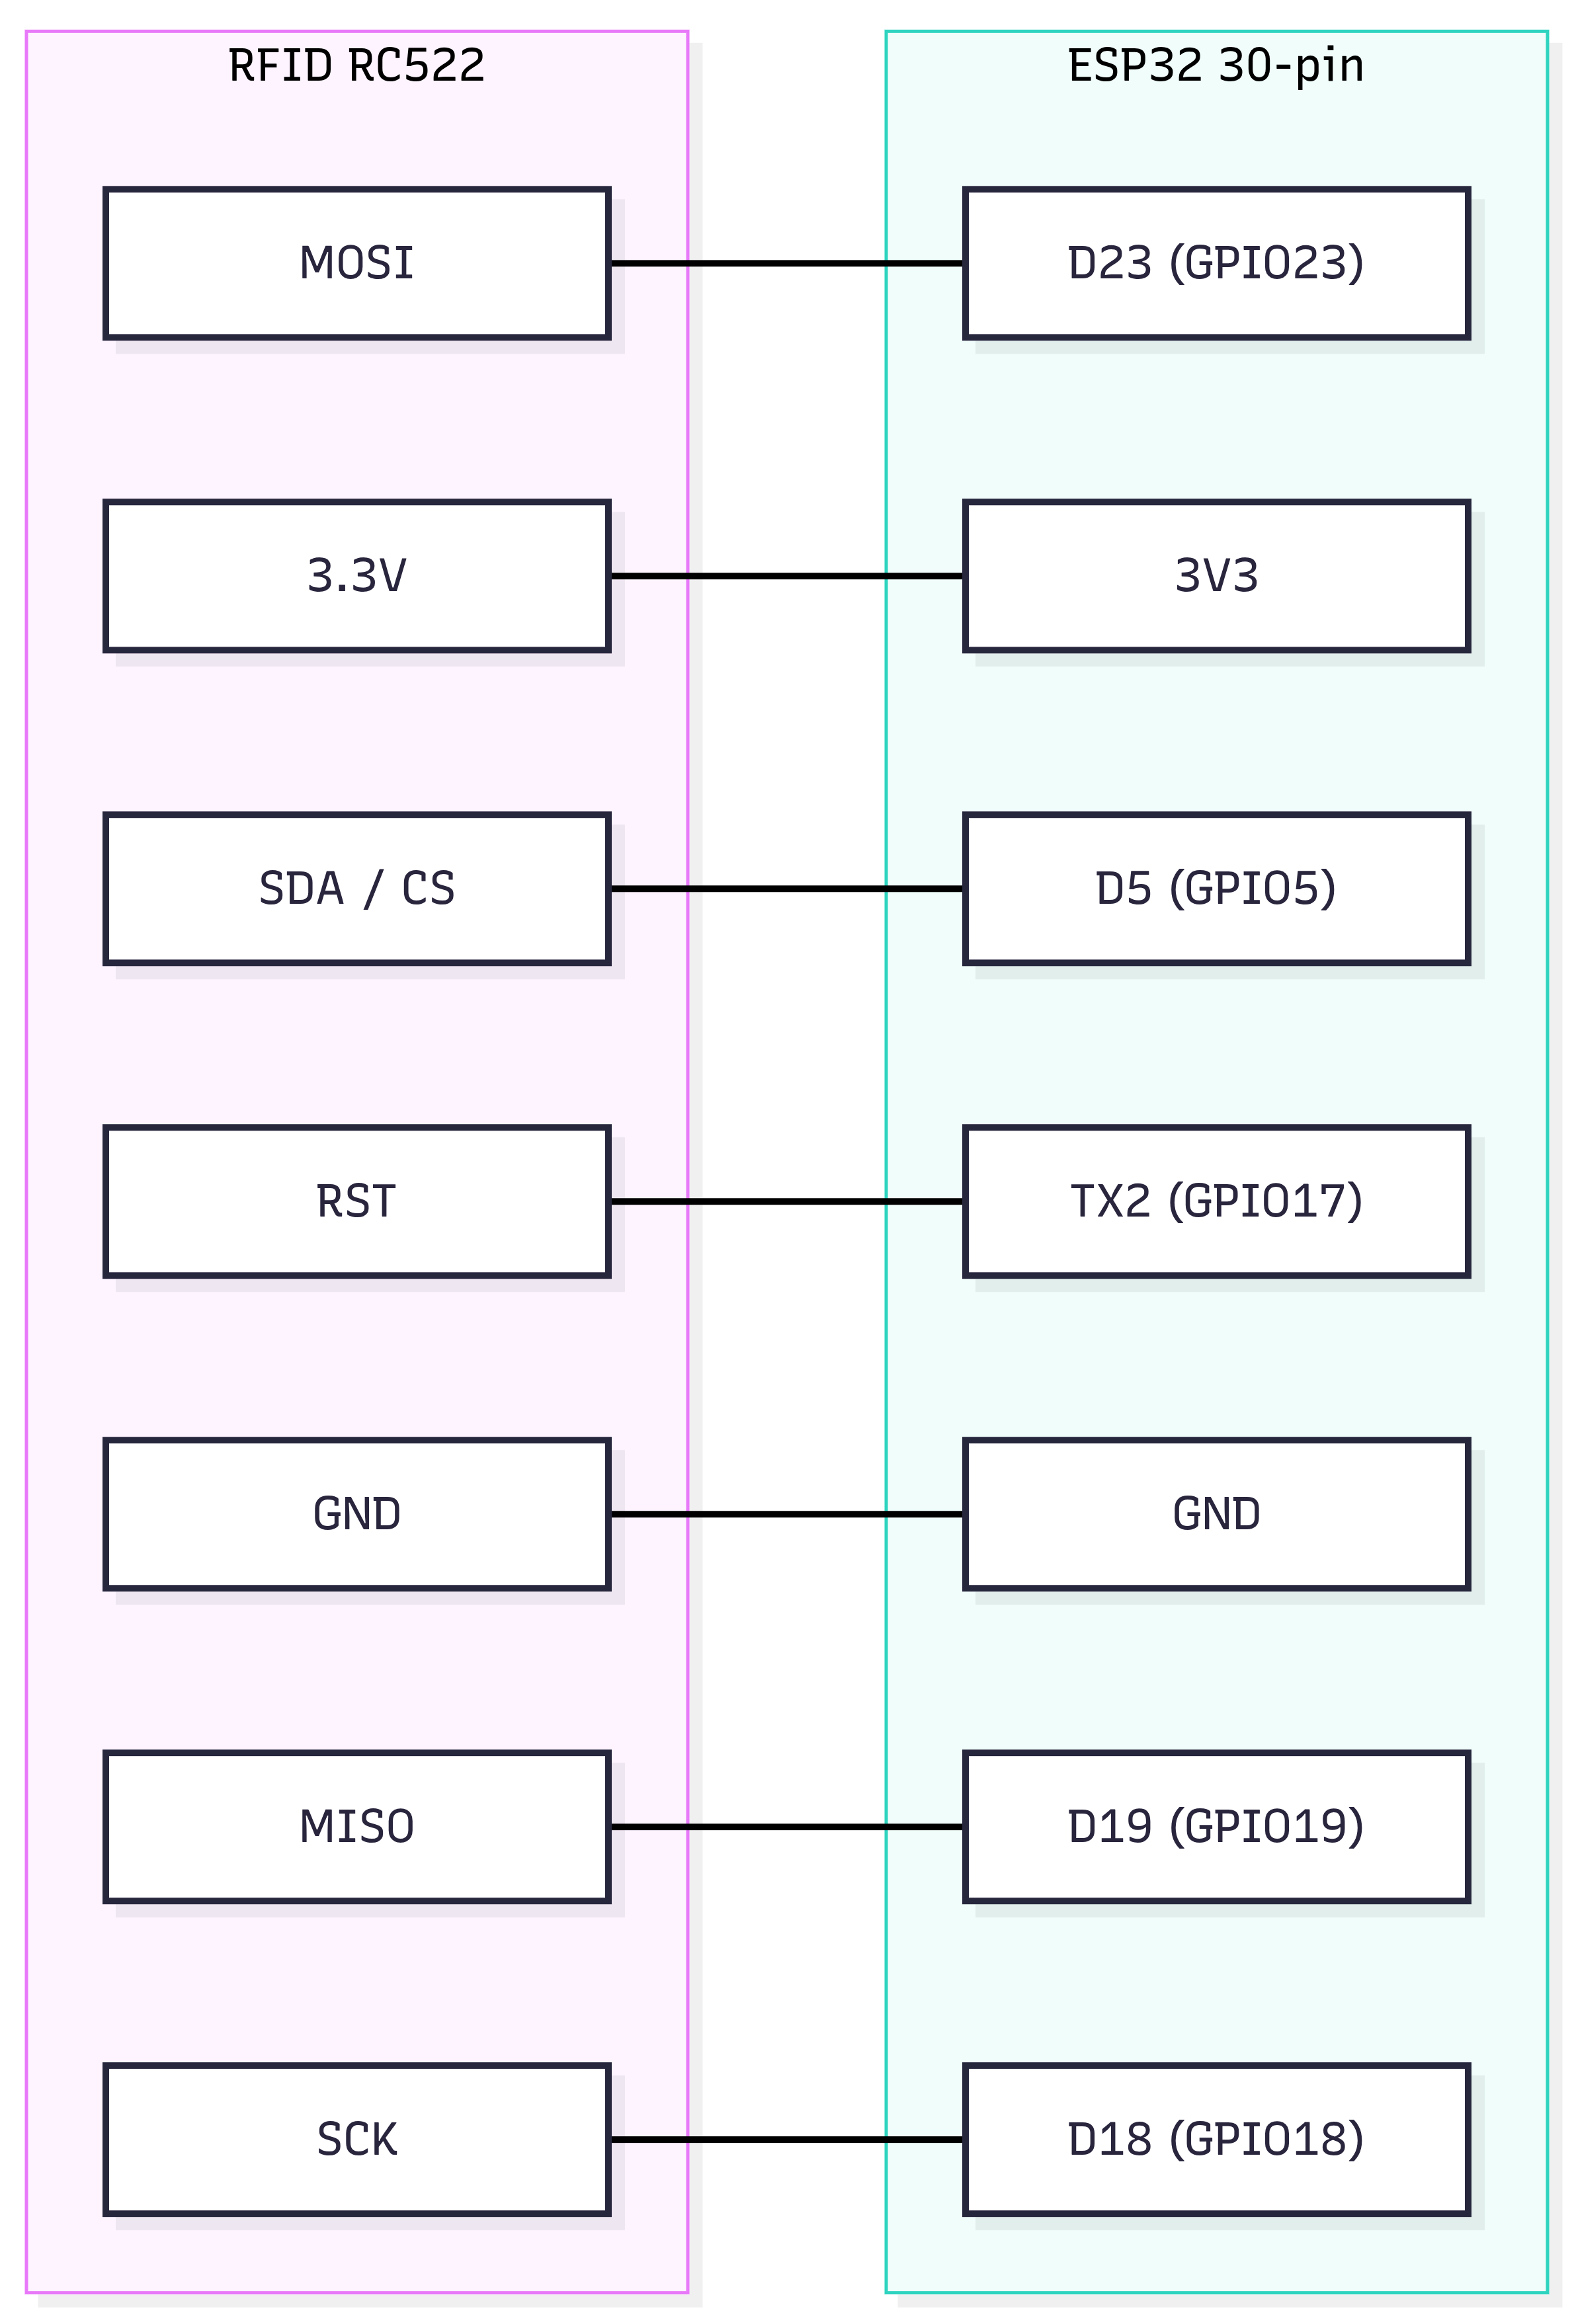 RFID RC522
ESP32 30-pin
MOSI
D23 (GPIO23)
3.3V
3V3
SDA / CS
D5 (GPIO5)
RST
TX2 (GPIO17)
GND
GND
MISO
D19 (GPIO19)
SCK
D18 (GPIO18)